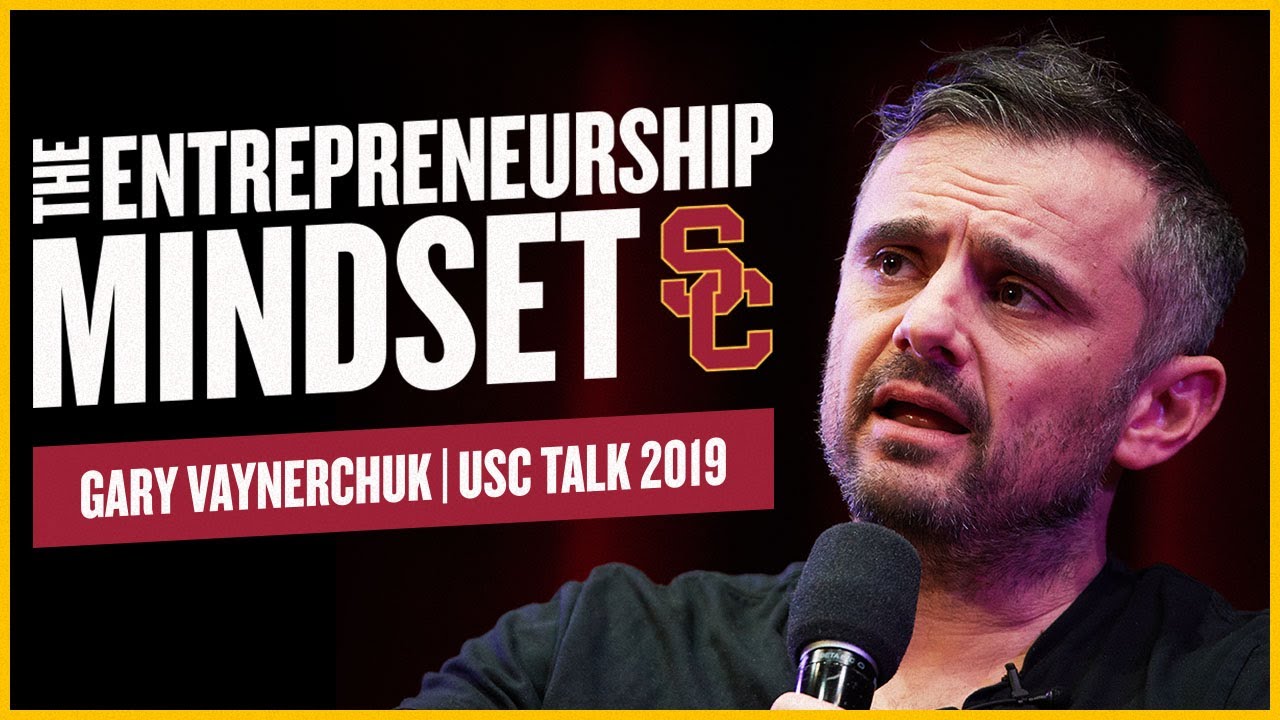 THE ENTREPRENEURSHIP
MINDSET SC
GARY VAYNERCHUK | USC TALK 2019